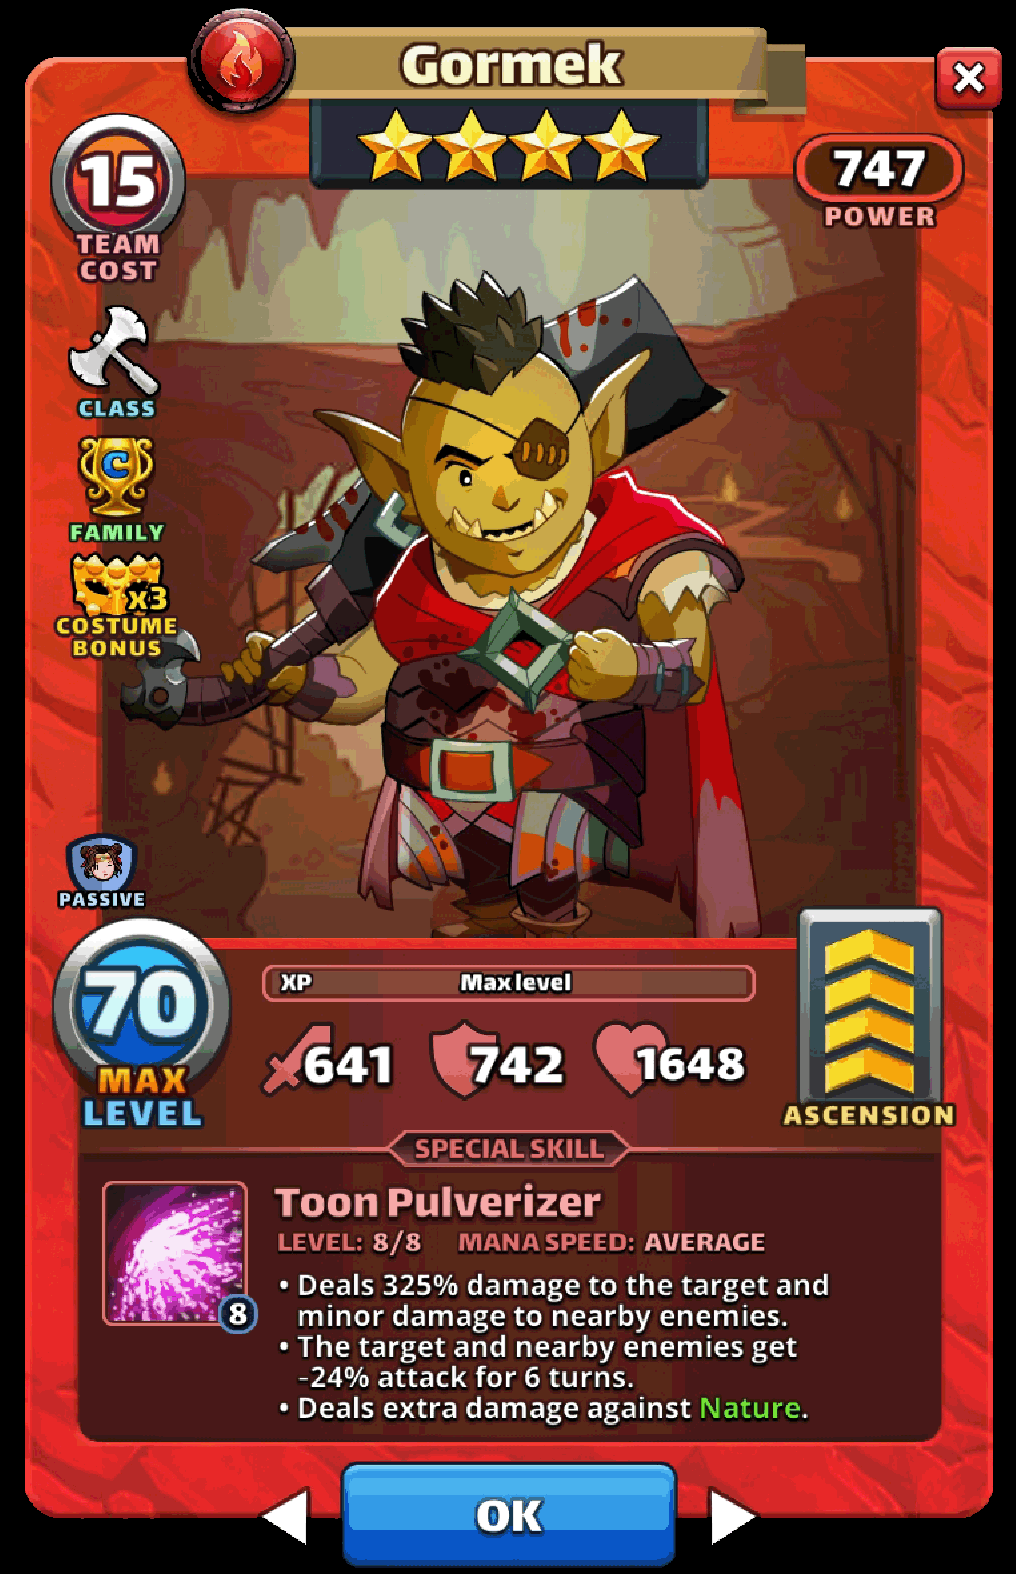 Gormek
15
TEAM
COST
747
POWER
CLASS
C
FAMILY
x3
COSTUME
BONUS
PASSIVE
70
MAX
LEVEL
XP Max level
641 742 1648
ASCENSION
SPECIAL SKILL
Toon Pulverizer
LEVEL: 8/8 MANA SPEED: AVERAGE
8
• Deals 325% damage to the target and
minor damage to nearby enemies.
• The target and nearby enemies get
-24% attack for 6 turns.
• Deals extra damage against Nature.
OK